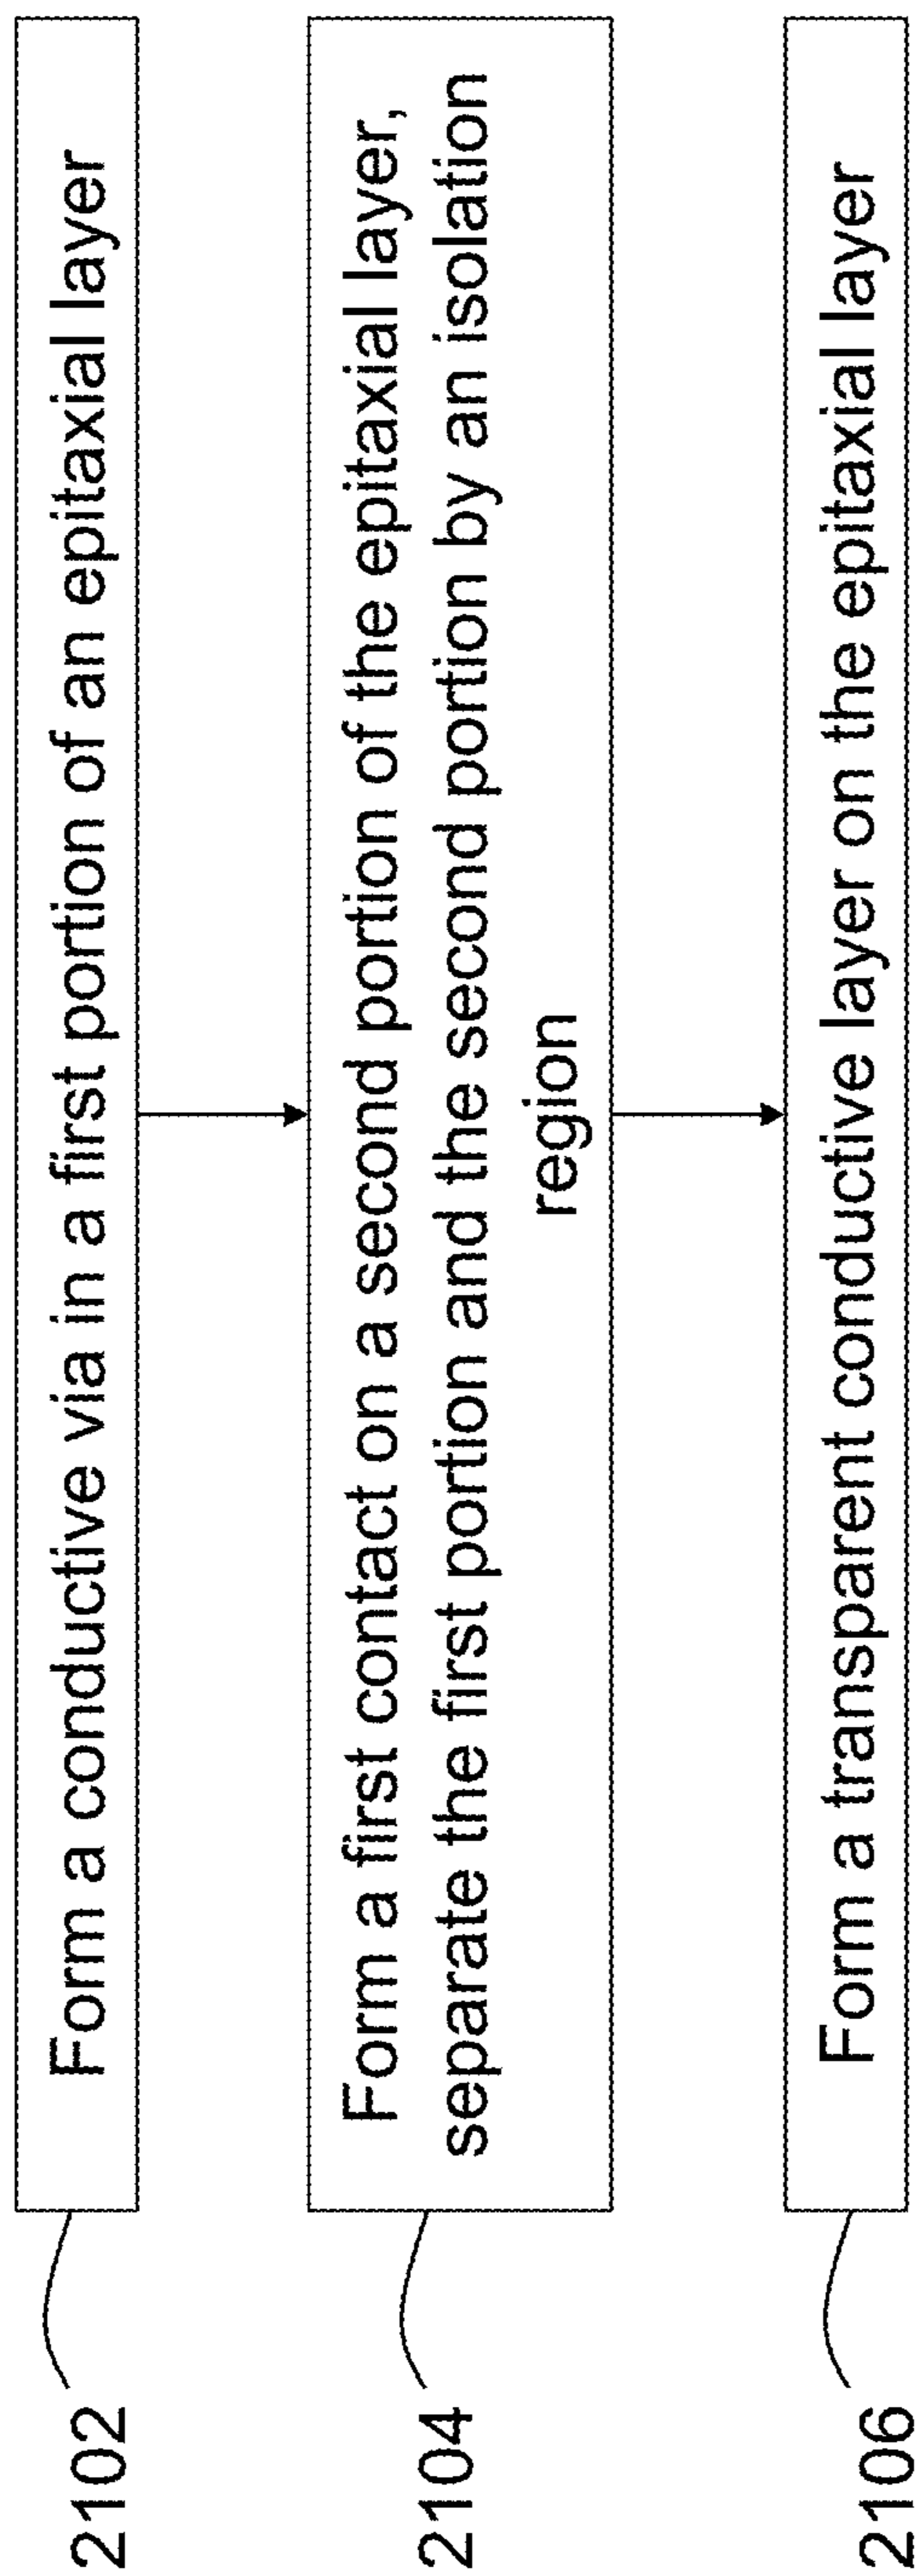 2102
Form a conductive via in a first portion of an epitaxial layer
2104
Form a first contact on a second portion of the epitaxial layer,
separate the first portion and the second portion by an isolation
region
2106
Form a transparent conductive layer on the epitaxial layer